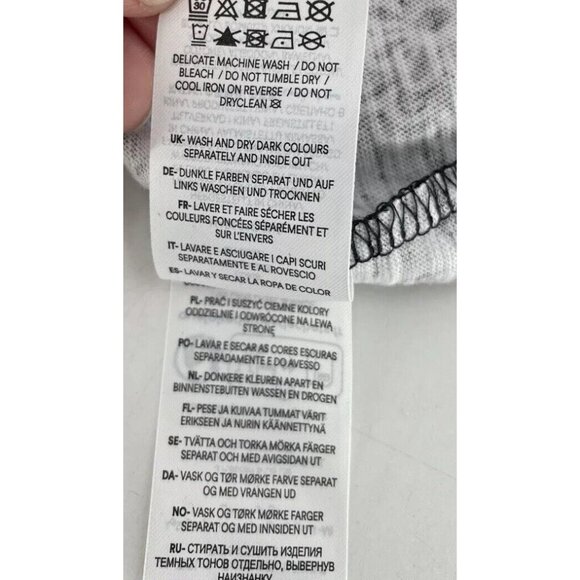 30
DELICATE MACHINE WASH / DO NOT
BLEACH / DO NOT TUMBLE DRY /
COOL IRON ON REVERSE / DO NOT
DRYCLEAN
UK- WASH AND DRY DARK COLOURS
SEPARATELY AND INSIDE OUT
DE- DUNKLE FARBEN SEPARAT UND AUF
LINKS WASCHEN UND TROCKNEN
FR- LAVER ET FAIRE SÉCHER LES
COULEURS FONCÉES SÉPARÉMENT ET
SUR L'ENVERS
IT- LAVARE E ASCIUGARE I CAPI SCURI
SEPARATAMENTE E AL ROVESCIO
ES- LAVAR Y SECAR LA ROPA DE COLOR
PL- PRAĆ I SUSZYĆ CIEMNE KOLORY
ODDZIELNIE I ODWRÓCONE NA LEWĄ
STRONĘ
PO- LAVAR E SECAR AS CORES ESCURAS
SEPARADAMENTE E DO AVESSO
NL- DONKERE KLEUREN APART EN
BINNENSTEBUITEN WASSEN EN DROGEN
FL- PESE JA KUIVAA TUMMAT VÄRIT
ERIKSEEN JA NURIN KÄÄNNETTYNÄ
SE- TVÄTTA OCH TORKA MÖRKA FÄRGER
SEPARAT OCH MED AVIGSIDAN UT
DA- VASK OG TØR MØRKE FARVE SEPARAT
OG MED VRANGEN UD
NO- VASK OG TØRK MØRKE FARGER
SEPARAT OG MED INNSIDEN UT
RU- СТИРАТЬ И СУШИТЬ ИЗДЕЛИЯ
ТЕМНЫХ ТОНОВ ОТДЕЛЬНО, ВЫВЕРНУВ
НАИЗНАНКУ